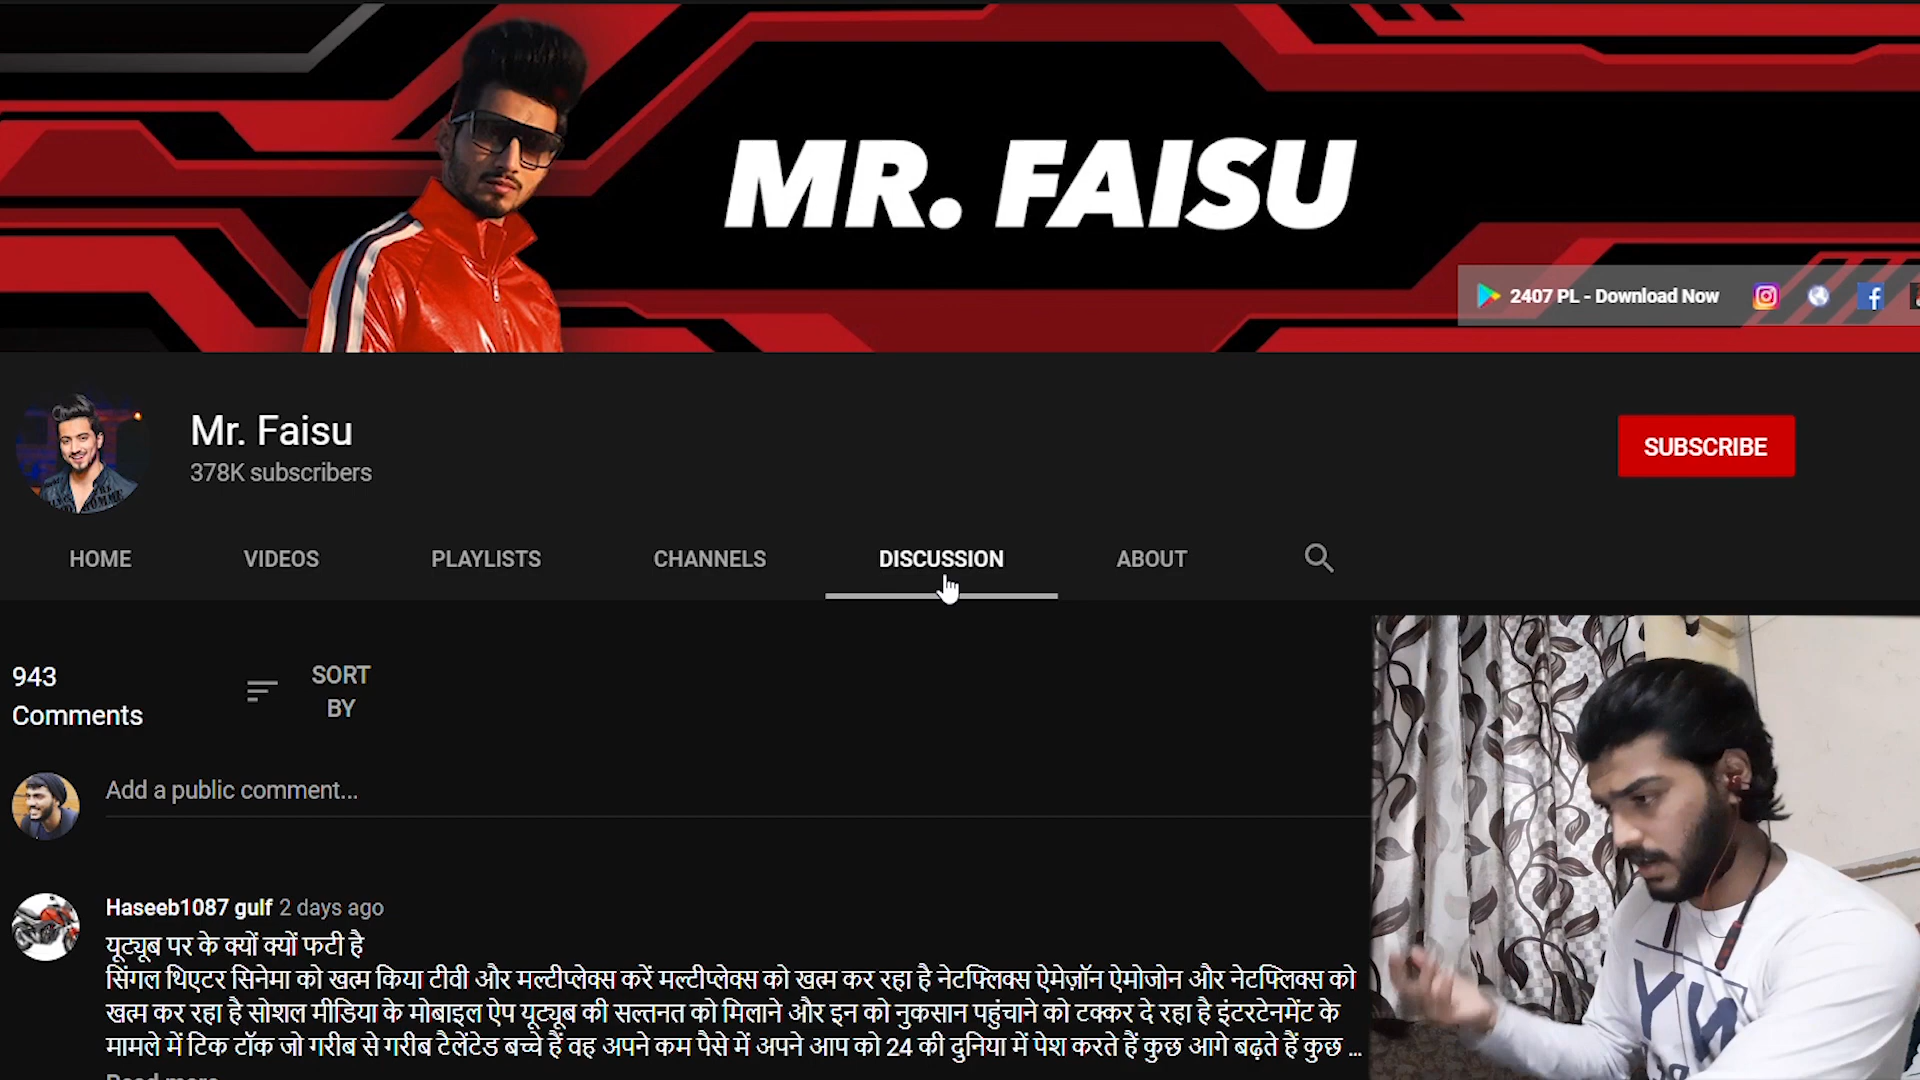 MR. FAISU
2407 PL - Download Now
Mr. Faisu
378K subscribers
SUBSCRIBE
HOME
VIDEOS
PLAYLISTS
CHANNELS
DISCUSSION
ABOUT
943
Comments
SORT
BY
Add a public comment...
Haseeb1087 gulf 2 days ago
यूट्यूब पर के क्यों क्यों फटी है
सिंगल थिएटर सिनेमा को खत्म किया टीवी और मल्टीप्लेक्स करें मल्टीप्लेक्स को खत्म कर रहा है नेटफ्लिक्स ऐमेज़ॉन ऐमोजोन और नेटफ्लिक्स को
खत्म कर रहा है सोशल मीडिया के मोबाइल ऐप यूट्यूब की सल्तनत को मिलाने और इन को नुकसान पहुंचाने को टक्कर दे रहा है इंटरटेनमेंट के
मामले में टिक टॉक जो गरीब से गरीब टैलेंटेड बच्चे हैं वह अपने कम पैसे में अपने आप को 24 की दुनिया में पेश करते हैं कुछ आगे बढ़ते हैं कुछ ...
Read more